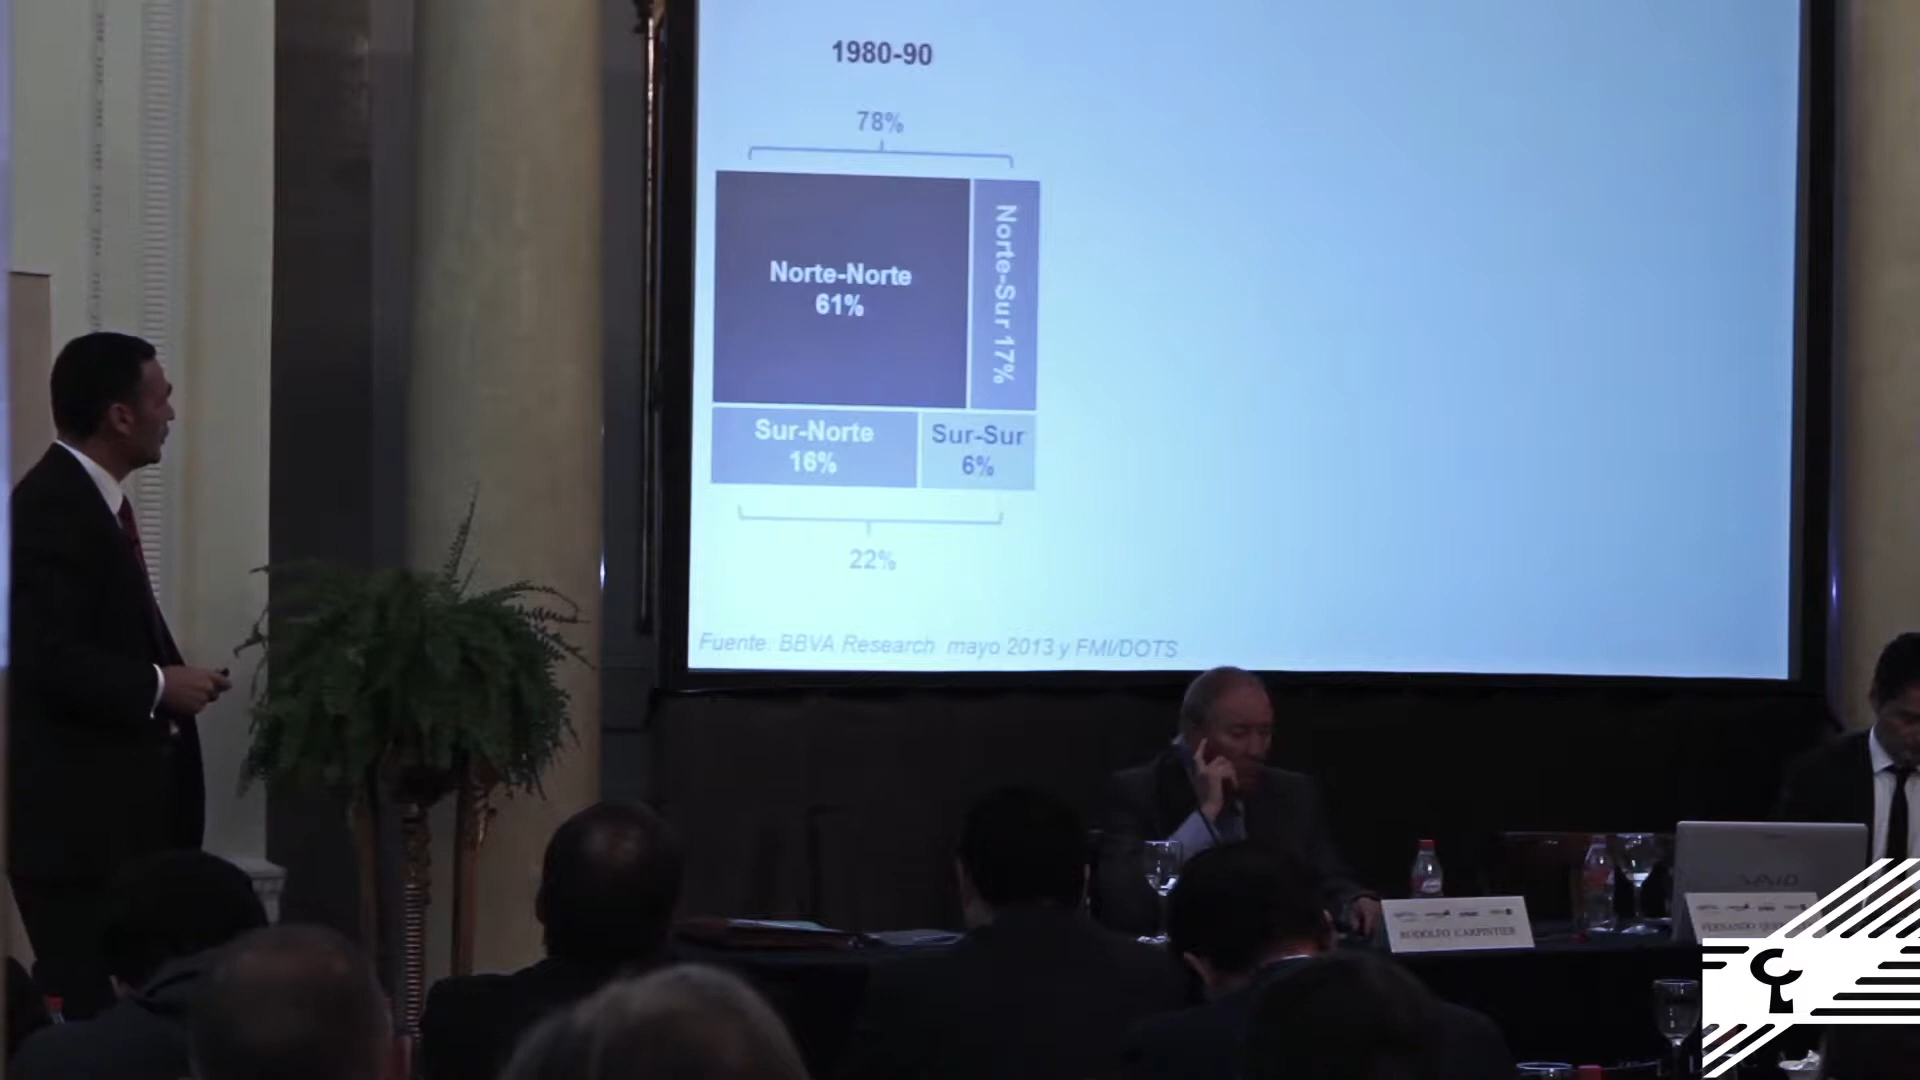 1980-90
78%
Norte-Norte
61%
Norte-Sur 17%
Sur-Norte
16%
Sur-Sur
6%
22%
Fuente: BBVA Research mayo 2013 y FMI/DOTS
RODOLFO CARPINTIER
VAIO
FERNANDO